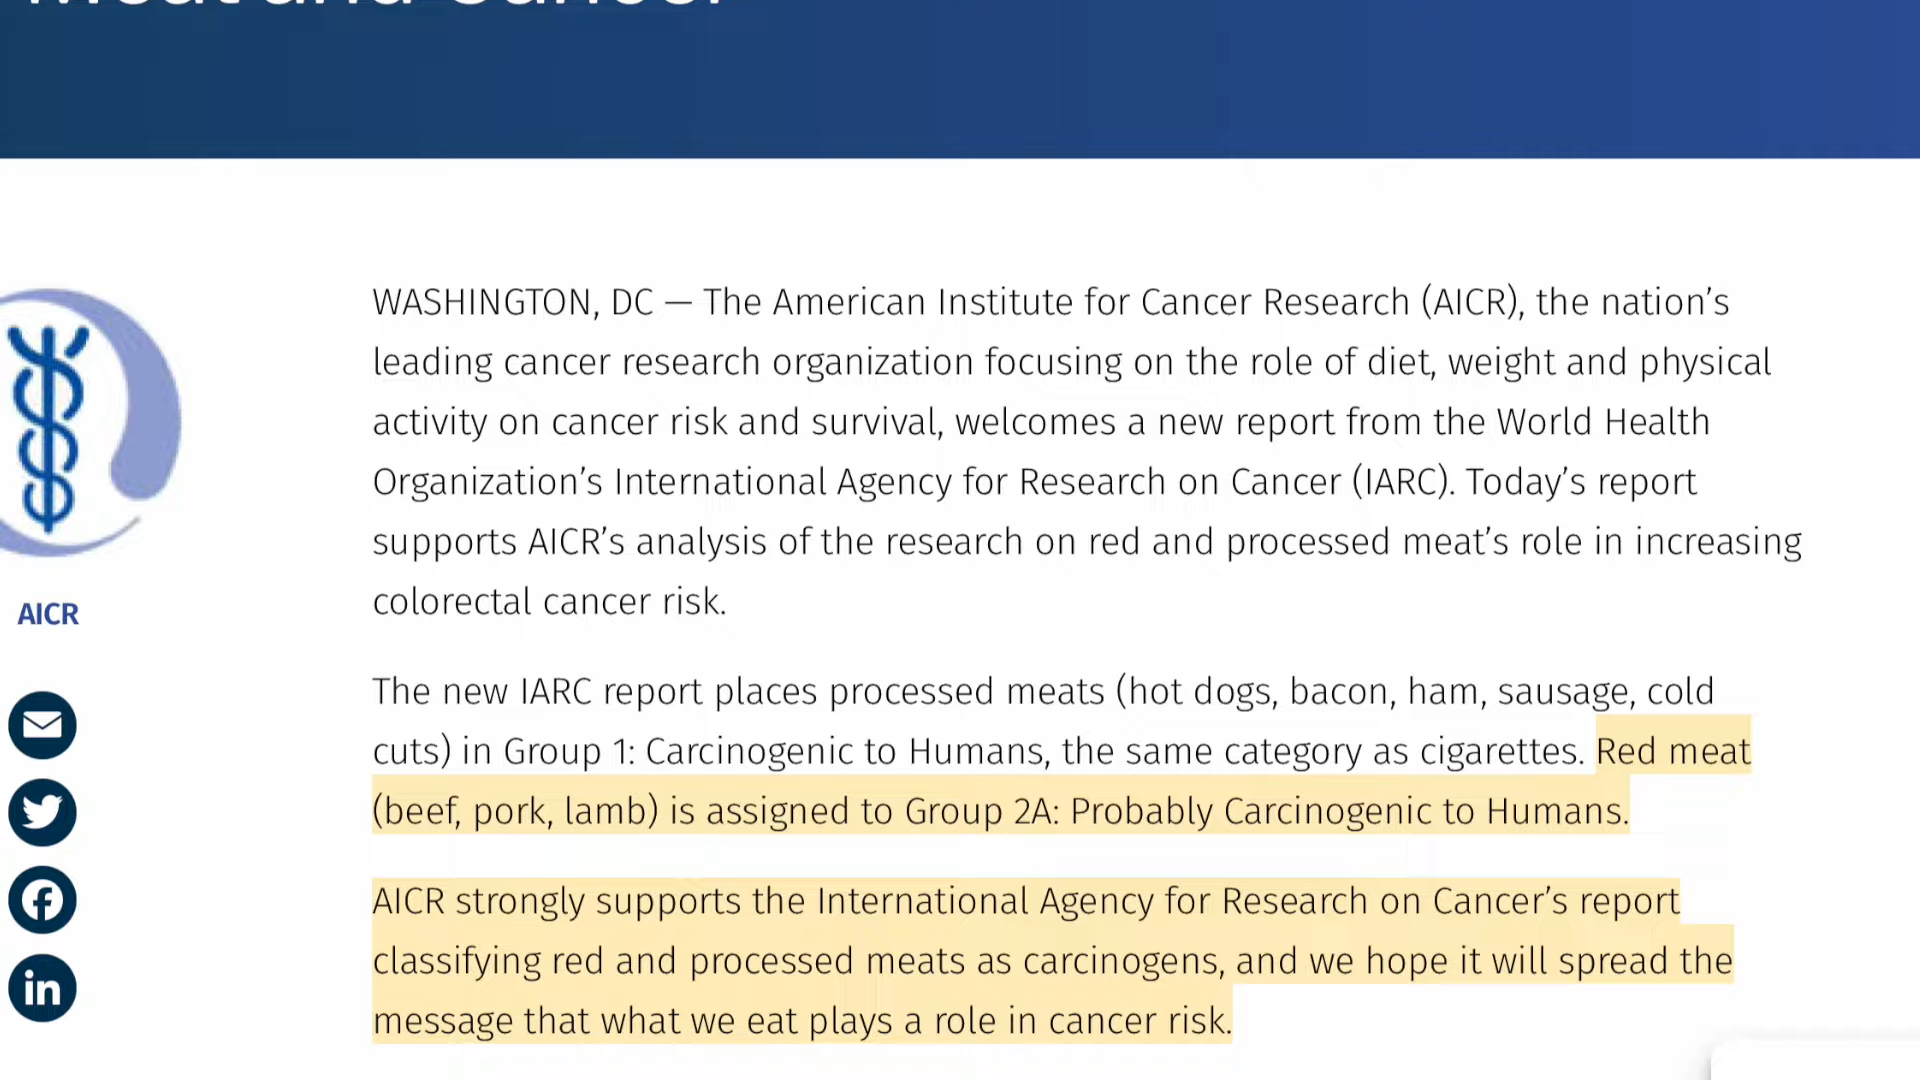 Meat and Cancer
WASHINGTON, DC — The American Institute for Cancer Research (AICR), the nation’s
leading cancer research organization focusing on the role of diet, weight and physical
activity on cancer risk and survival, welcomes a new report from the World Health
Organization’s International Agency for Research on Cancer (IARC). Today’s report
supports AICR’s analysis of the research on red and processed meat’s role in increasing
colorectal cancer risk.
AICR
The new IARC report places processed meats (hot dogs, bacon, ham, sausage, cold
cuts) in Group 1: Carcinogenic to Humans, the same category as cigarettes. Red meat
(beef, pork, lamb) is assigned to Group 2A: Probably Carcinogenic to Humans.
AICR strongly supports the International Agency for Research on Cancer’s report
classifying red and processed meats as carcinogens, and we hope it will spread the
message that what we eat plays a role in cancer risk.